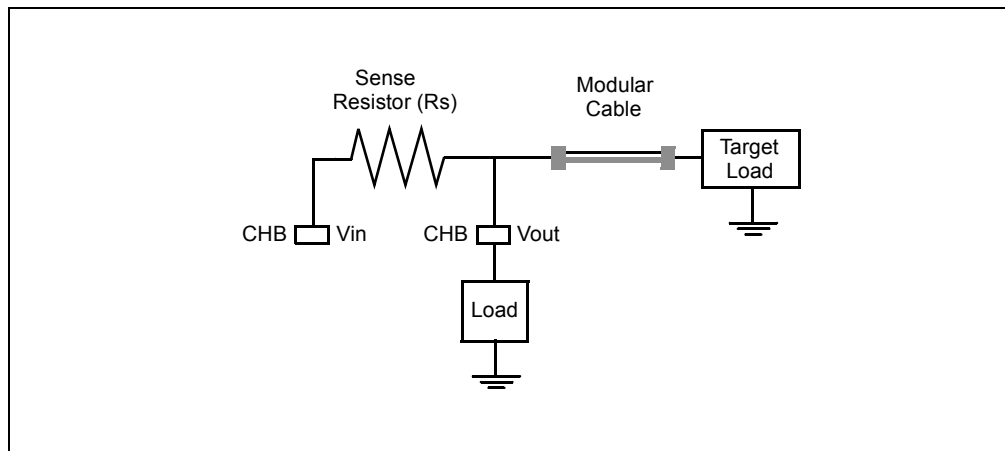 Sense
Resistor (Rs)
Modular
Cable
Target
Load
CHB
Vin
CHB
Vout
Load